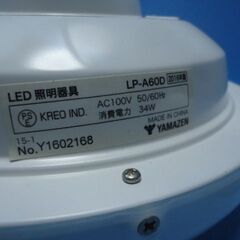 LED 照明器具
LP-A60D 2016年製
PS E KREO IND.
AC100V 50/60Hz
消費電力 34W
15-1
No.Y1602168
MADE IN CHINA
YAMAZEN